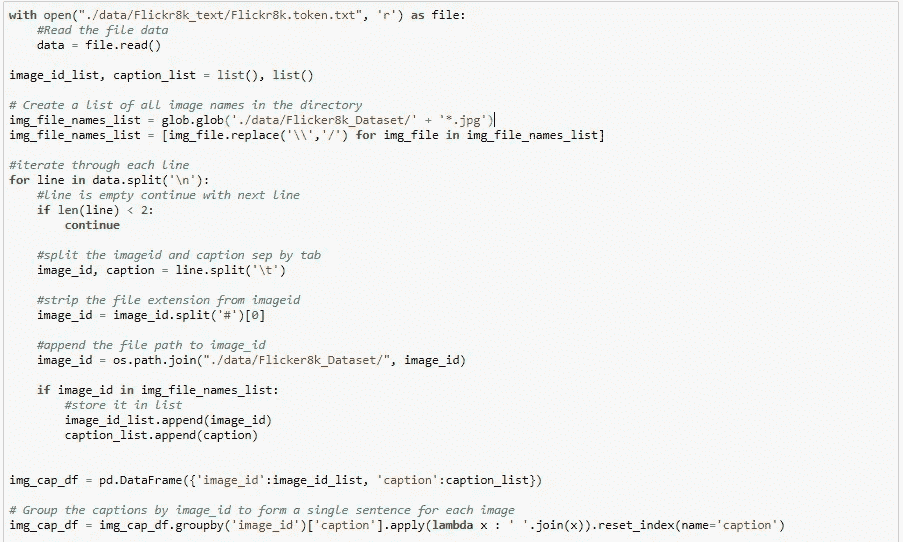 with open("./data/Flickr8k_text/Flickr8k.token.txt", 'r') as file:
    #Read the file data
    data = file.read()

image_id_list, caption_list = list(), list()

# Create a list of all image names in the directory
img_file_names_list = glob.glob('./data/Flicker8k_Dataset/' + '*.jpg')
img_file_names_list = [img_file.replace('\\','/') for img_file in img_file_names_list]

#iterate through each line
for line in data.split('\n'):
    #line is empty continue with next line
    if len(line) < 2:
        continue

    #split the imageid and caption sep by tab
    image_id, caption = line.split('\t')

    #strip the file extension from imageid
    image_id = image_id.split('#')[0]

    #append the file path to image_id
    image_id = os.path.join("./data/Flicker8k_Dataset/", image_id)

    if image_id in img_file_names_list:
        #store it in list
        image_id_list.append(image_id)
        caption_list.append(caption)


img_cap_df = pd.DataFrame({'image_id':image_id_list, 'caption':caption_list})

# Group the captions by image_id to form a single sentence for each image
img_cap_df = img_cap_df.groupby('image_id')['caption'].apply(lambda x : ' '.join(x)).reset_index(name='caption')